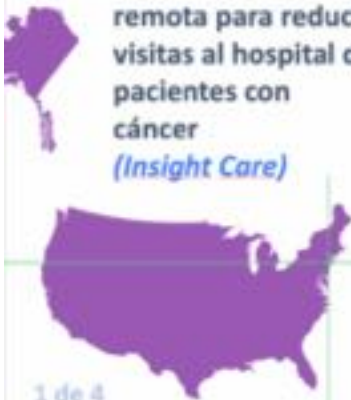 remota para reduc
visitas al hospital d
pacientes con
cáncer
(Insight Care)
1 de 4